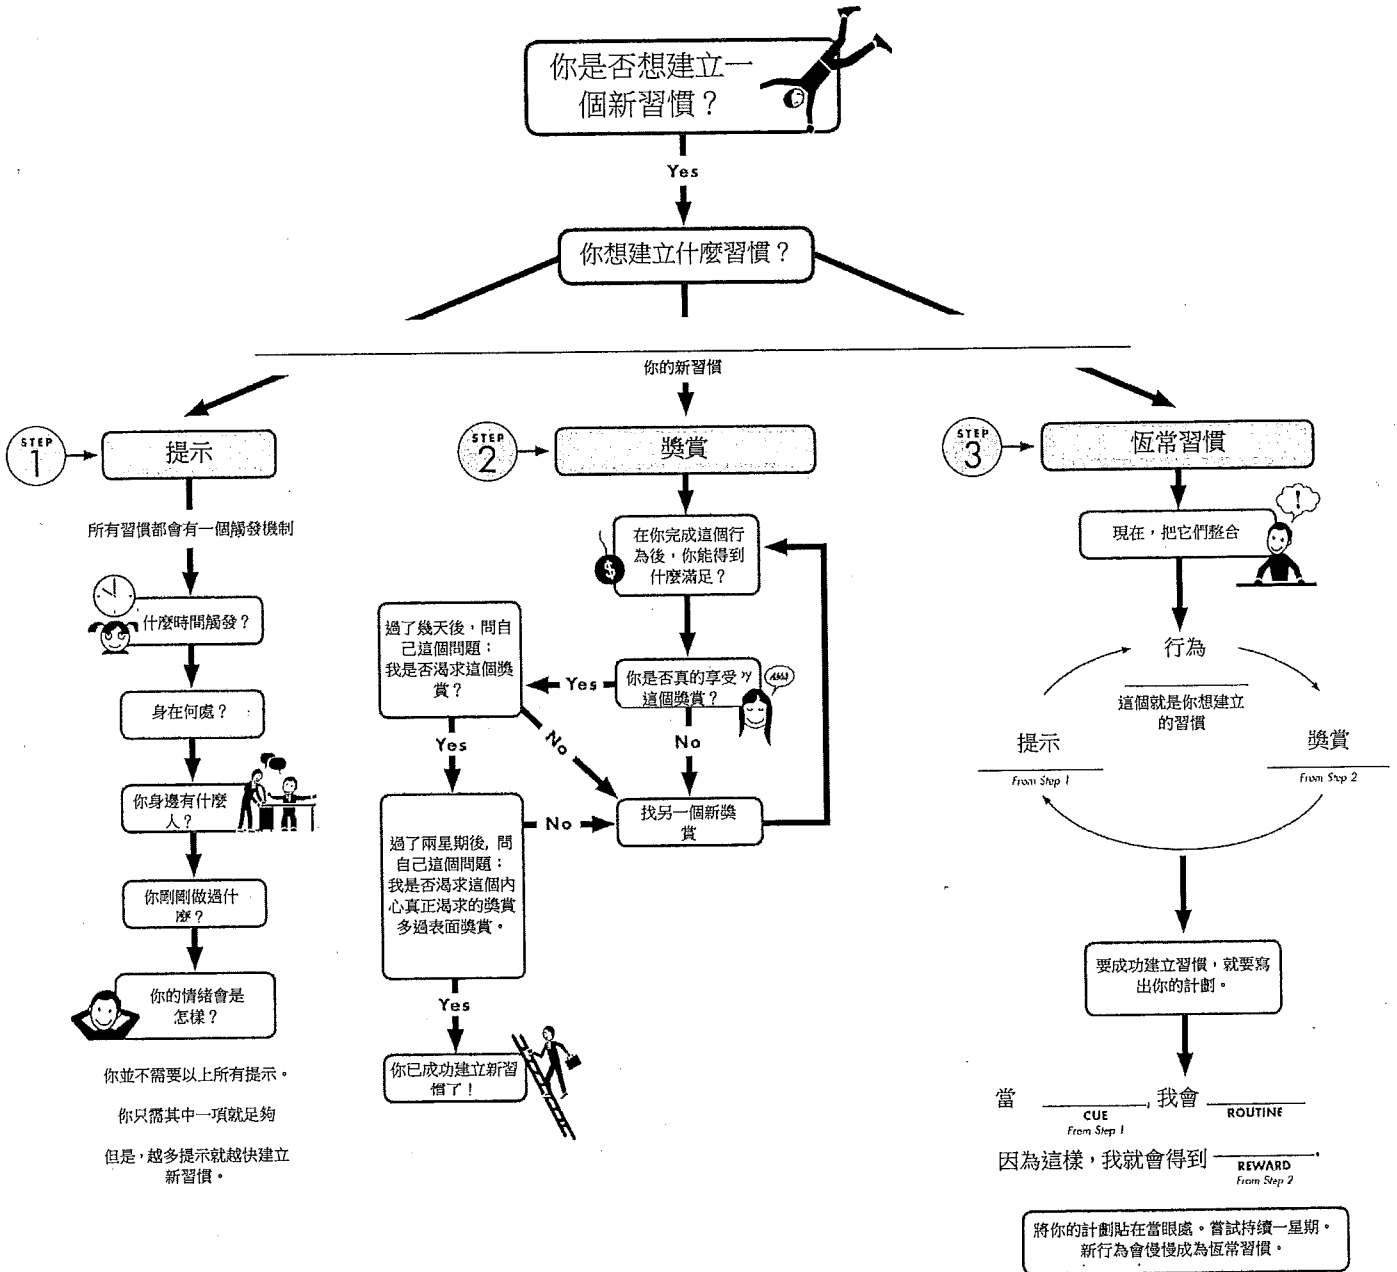 你是否想建立一
個新習慣？
Yes
你想建立什麼習慣？
你的新習慣
STEP
1
提示
所有習慣都會有一個觸發機制
什麼時間觸發？
身在何處？
你身邊有什麼
人？
你剛剛做過什
麼？
你的情緒會是
怎樣？
你並不需要以上所有提示。
你只需其中一項就足夠
但是，越多提示就越快建立
新習慣。
STEP
2
獎賞
在你完成這個行
為後，你能得到
什麼滿足？
$
你是否真的享受
這個獎賞？
Yes
No
過了幾天後，問自
己這個問題；
我是否渴求這個獎
賞？
Yes
No
找另一個新獎
賞
過了兩星期後, 問
自己這個問題；
我是否渴求這個內
心真正渴求的獎賞
多過表面獎賞。
No
Yes
你已成功建立新習
慣了！
STEP
3
恆常習慣
!
現在，把它們整合
行為
這個就是你想建立
的習慣
提示
From Step 1
獎賞
From Step 2
要成功建立習慣，就要寫
出你的計劃。
當 ________, 我會 ________
CUE
From Step 1
ROUTINE
因為這樣，我就會得到 ________.
REWARD
From Step 2
將你的計劃貼在當眼處。嘗試持續一星期。
新行為會慢慢成為恆常習慣。